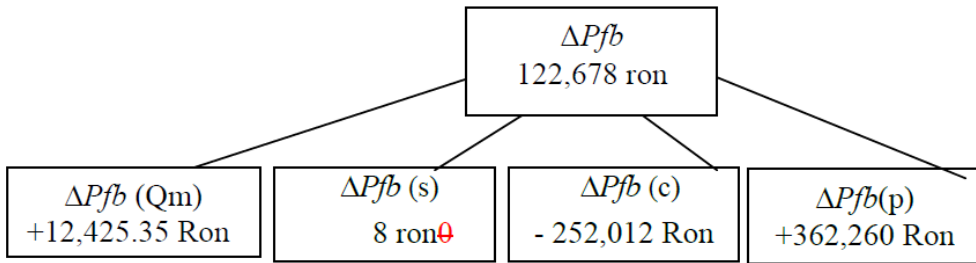 ΔPfb
122,678 ron
ΔPfb (Qm)
+12,425.35 Ron
ΔPfb (s)
8 ron0
ΔPfb (c)
- 252,012 Ron
ΔPfb(p)
+362,260 Ron